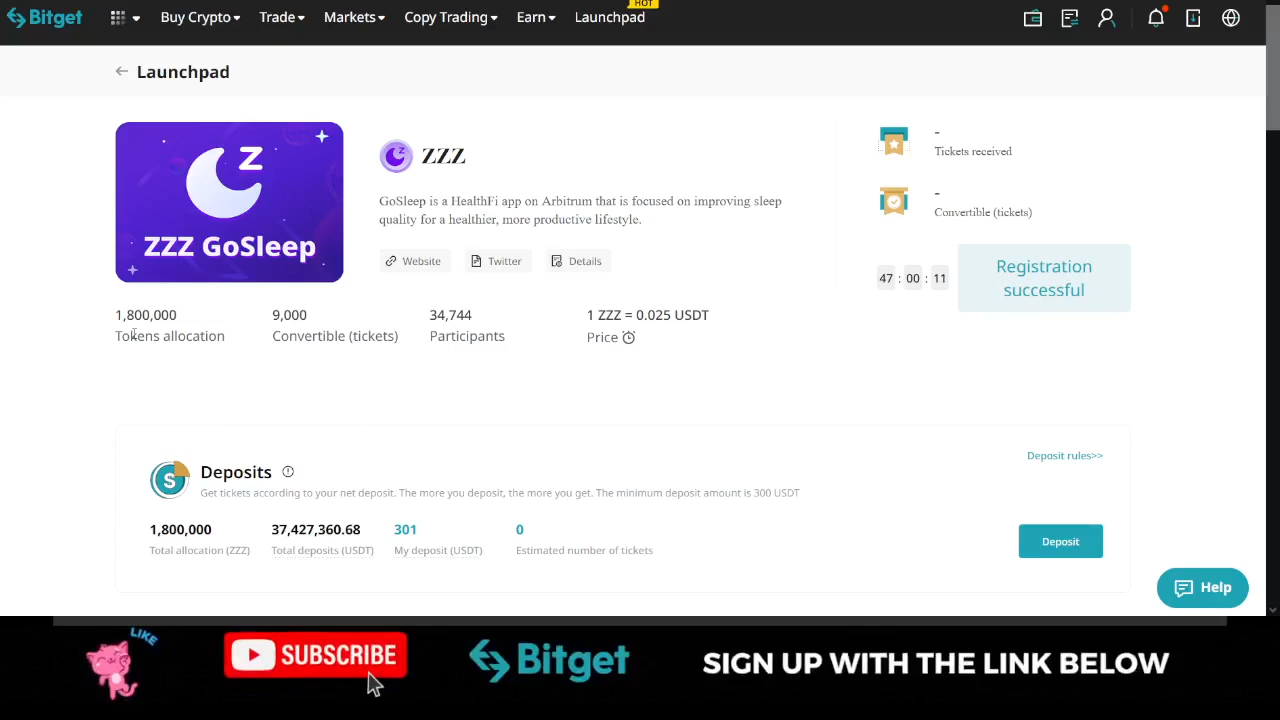 Bitget
Buy Crypto
Trade
Markets
Copy Trading
Earn
Launchpad
HOT
Launchpad
Z
ZZZ GoSleep
ZZZ
GoSleep is a HealthFi app on Arbitrum that is focused on improving sleep
quality for a healthier, more productive lifestyle.
Website
Twitter
Details
-
Tickets received
-
Convertible (tickets)
47 : 00 : 11
Registration
successful
1,800,000
Tokens allocation
9,000
Convertible (tickets)
34,744
Participants
1 ZZZ = 0.025 USDT
Price
Deposits
Deposit rules>>
Get tickets according to your net deposit. The more you deposit, the more you get. The minimum deposit amount is 300 USDT
1,800,000
Total allocation (ZZZ)
37,427,360.68
Total deposits (USDT)
301
My deposit (USDT)
0
Estimated number of tickets
Deposit
Help
LIKE
SUBSCRIBE
Bitget
SIGN UP WITH THE LINK BELOW